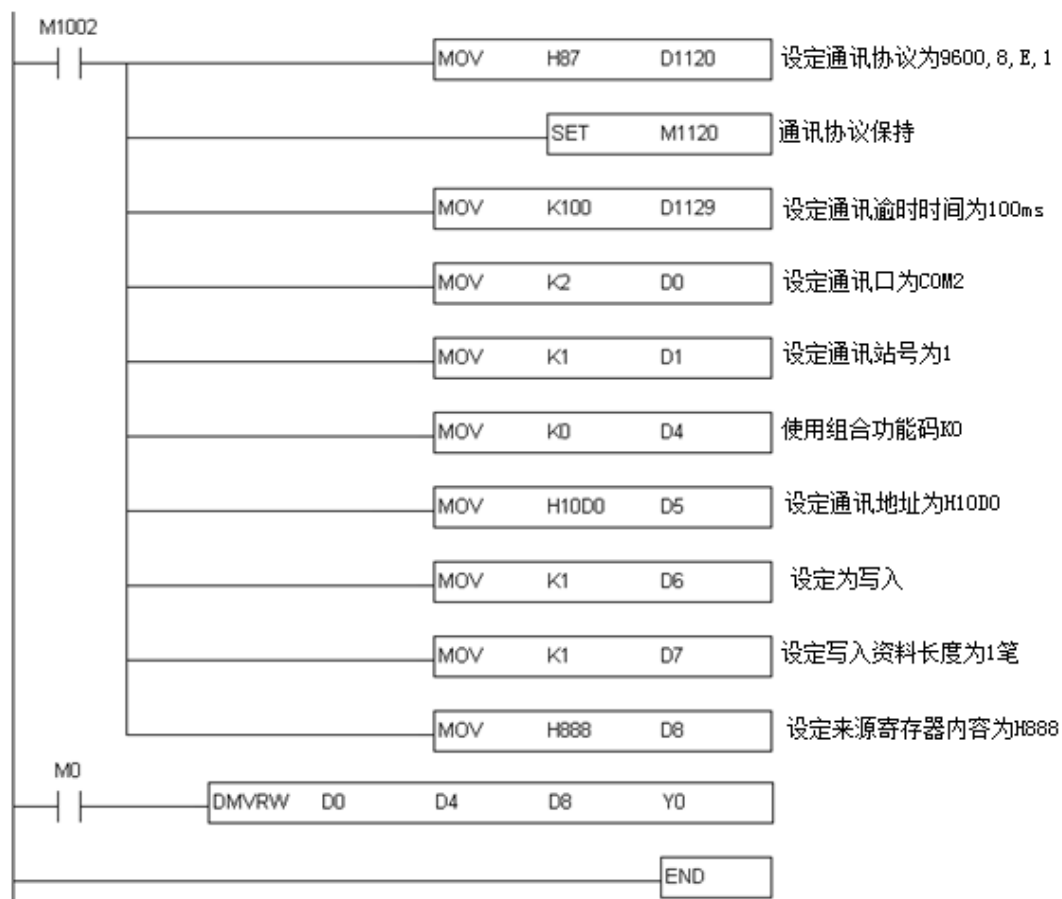 M1002
MOV H87 D1120 设定通讯协议为9600,8,E,1
SET M1120 通讯协议保持
MOV K100 D1129 设定通讯逾时时间为100ms
MOV K2 D0 设定通讯口为COM2
MOV K1 D1 设定通讯站号为1
MOV K0 D4 使用组合功能码K0
MOV H10D0 D5 设定通讯地址为H10D0
MOV K1 D6 设定为写入
MOV K1 D7 设定写入资料长度为1笔
MOV H888 D8 设定来源寄存器内容为H888
M0
DMVRW D0 D4 D8 Y0
END